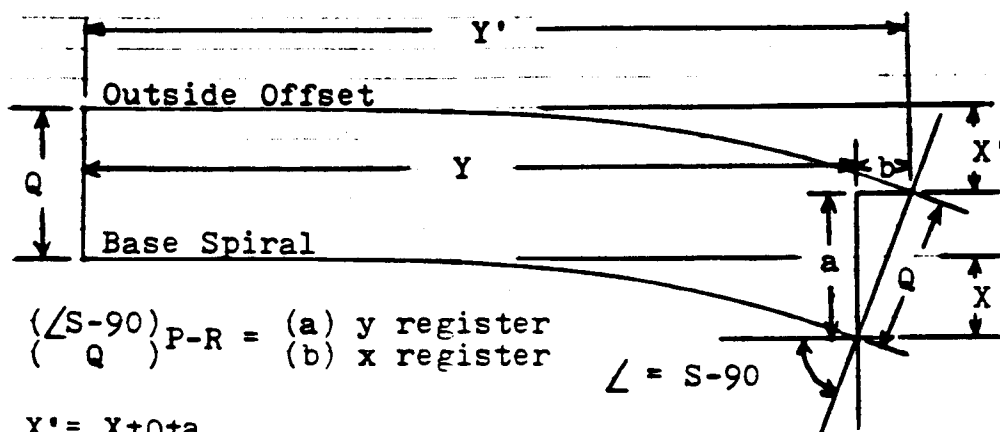 Y'
Outside Offset
X'
Y
b
Q
Base Spiral
a
Q
X
(∠S-90)
(  Q  ) P-R = (a) y register
(b) x register
∠ = S-90
X'= X+Q+a